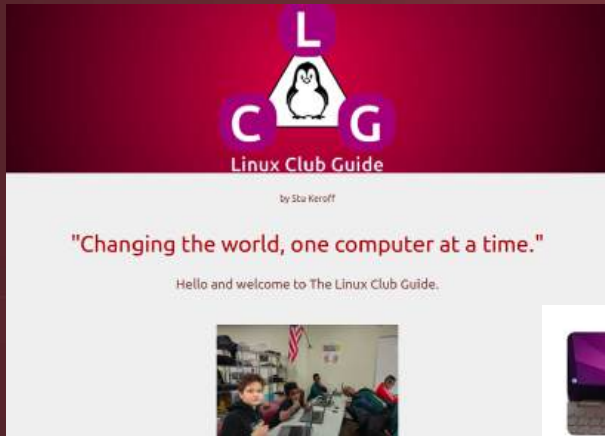 L
C G
Linux Club Guide
by Stu Keroff
"Changing the world, one computer at a time."
Hello and welcome to The Linux Club Guide.